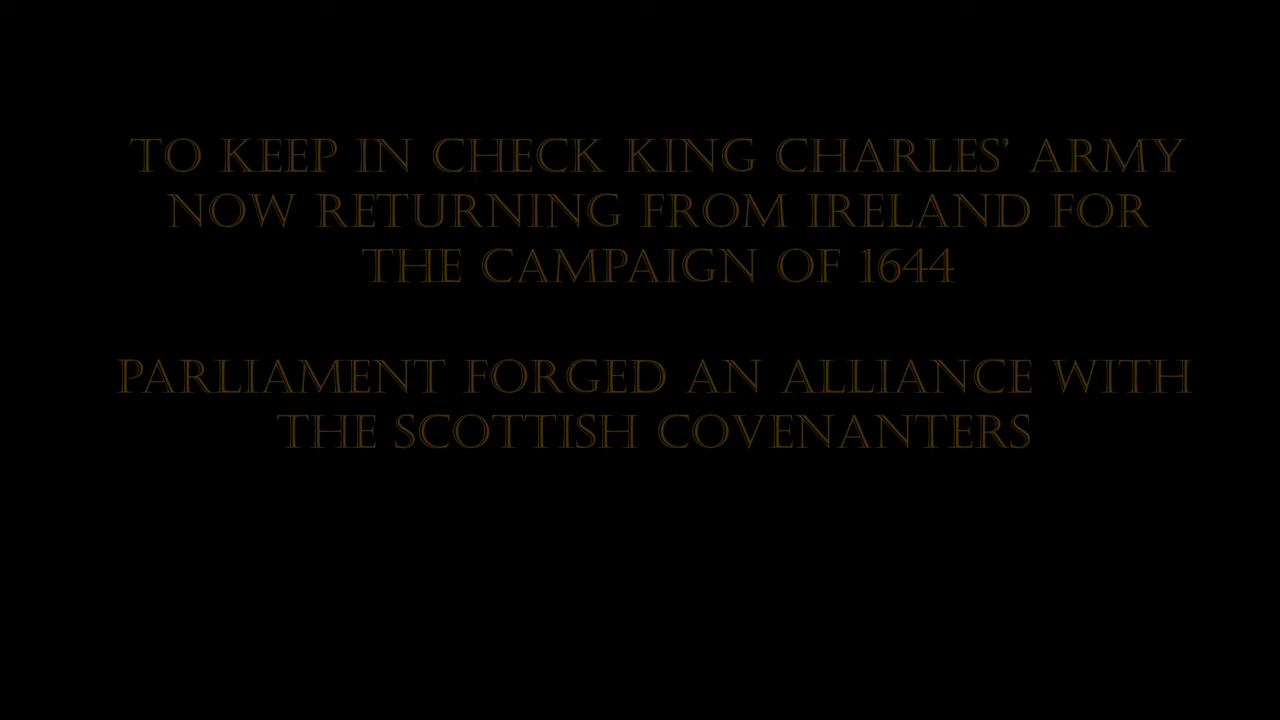 TO KEEP IN CHECK KING CHARLES’ ARMY
NOW RETURNING FROM IRELAND FOR
THE CAMPAIGN OF 1644
PARLIAMENT FORGED AN ALLIANCE WITH
THE SCOTTISH COVENANTERS